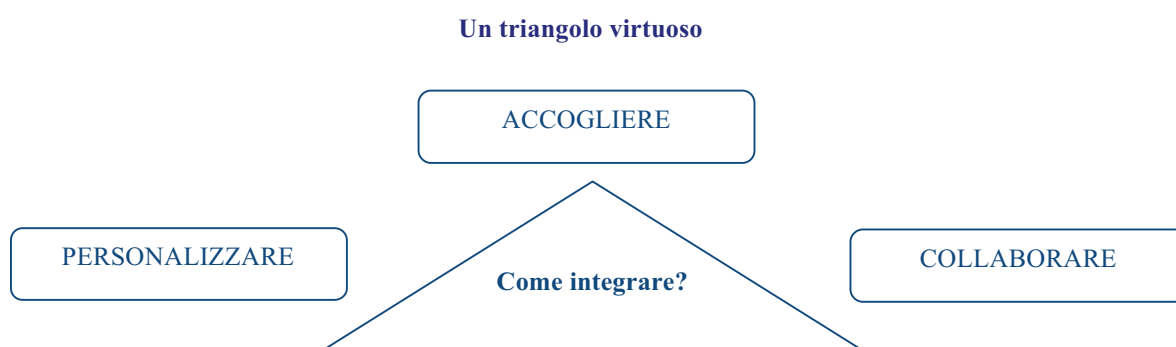 Un triangolo virtuoso
ACCOGLIERE
PERSONALIZZARE
COLLABORARE
Come integrare?